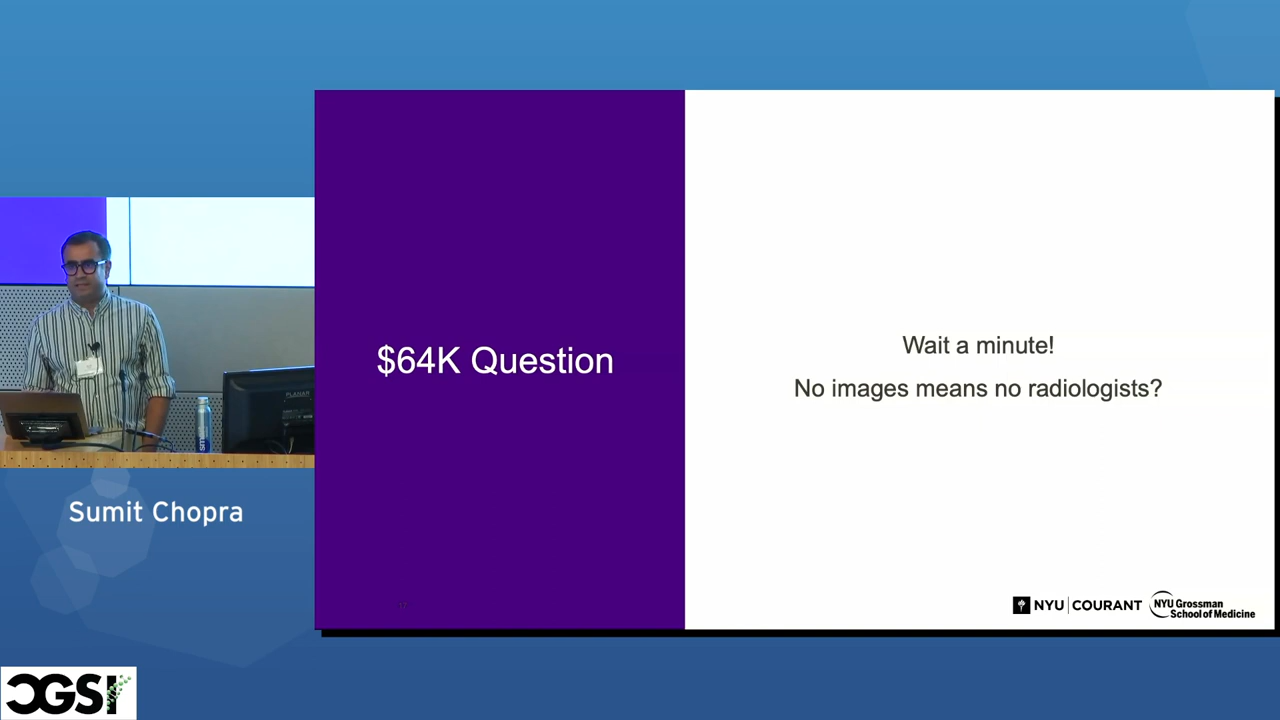 $64K Question
Wait a minute!
No images means no radiologists?
NYU | COURANT
NYU Grossman
School of Medicine
PLANAR
Sumit Chopra
CGSI